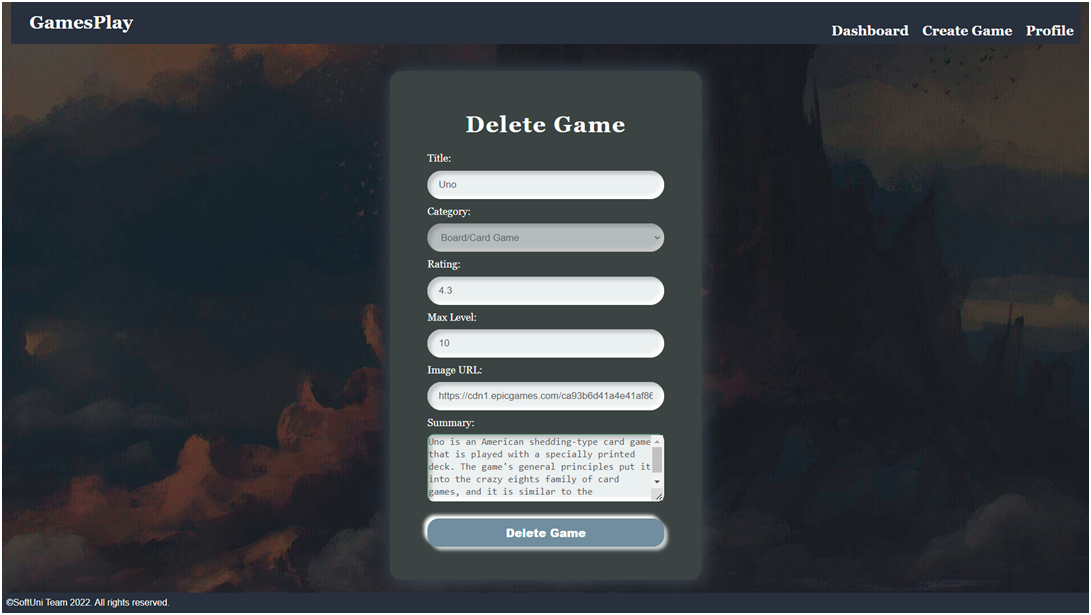 GamesPlay
Dashboard Create Game Profile
Delete Game
Title:
Uno
Category:
Board/Card Game
Rating:
4.3
Max Level:
10
Image URL:
https://cdn1.epicgames.com/ca93b6d41a4e41af86
Summary:
Uno is an American shedding-type card game
that is played with a specially printed
deck. The game's general principles put it
into the crazy eights family of card
games, and it is similar to the
Delete Game
©SoftUni Team 2022. All rights reserved.